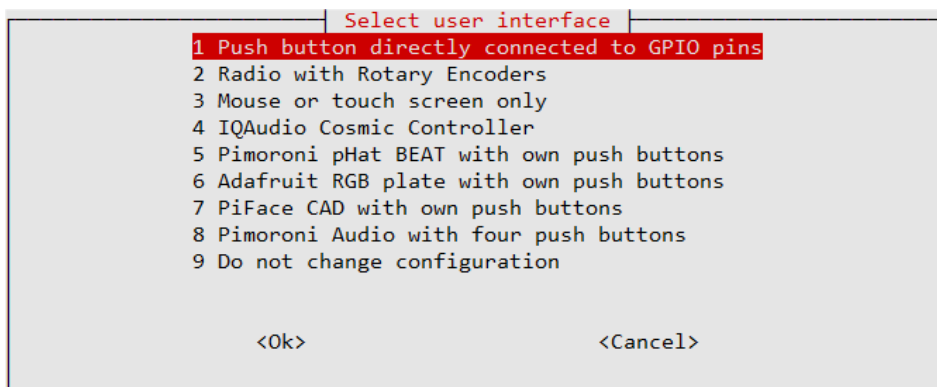 Select user interface
1 Push button directly connected to GPIO pins
2 Radio with Rotary Encoders
3 Mouse or touch screen only
4 IQAudio Cosmic Controller
5 Pimoroni pHat BEAT with own push buttons
6 Adafruit RGB plate with own push buttons
7 PiFace CAD with own push buttons
8 Pimoroni Audio with four push buttons
9 Do not change configuration
<Ok> <Cancel>